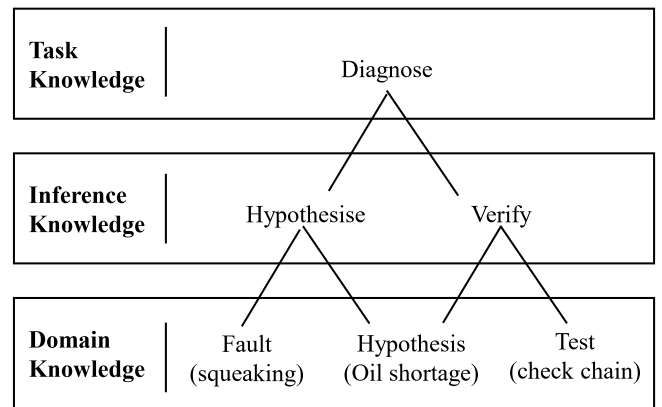 Task
Knowledge
Diagnose
Inference
Knowledge
Hypothesise
Verify
Domain
Knowledge
Fault
(squeaking)
Hypothesis
(Oil shortage)
Test
(check chain)